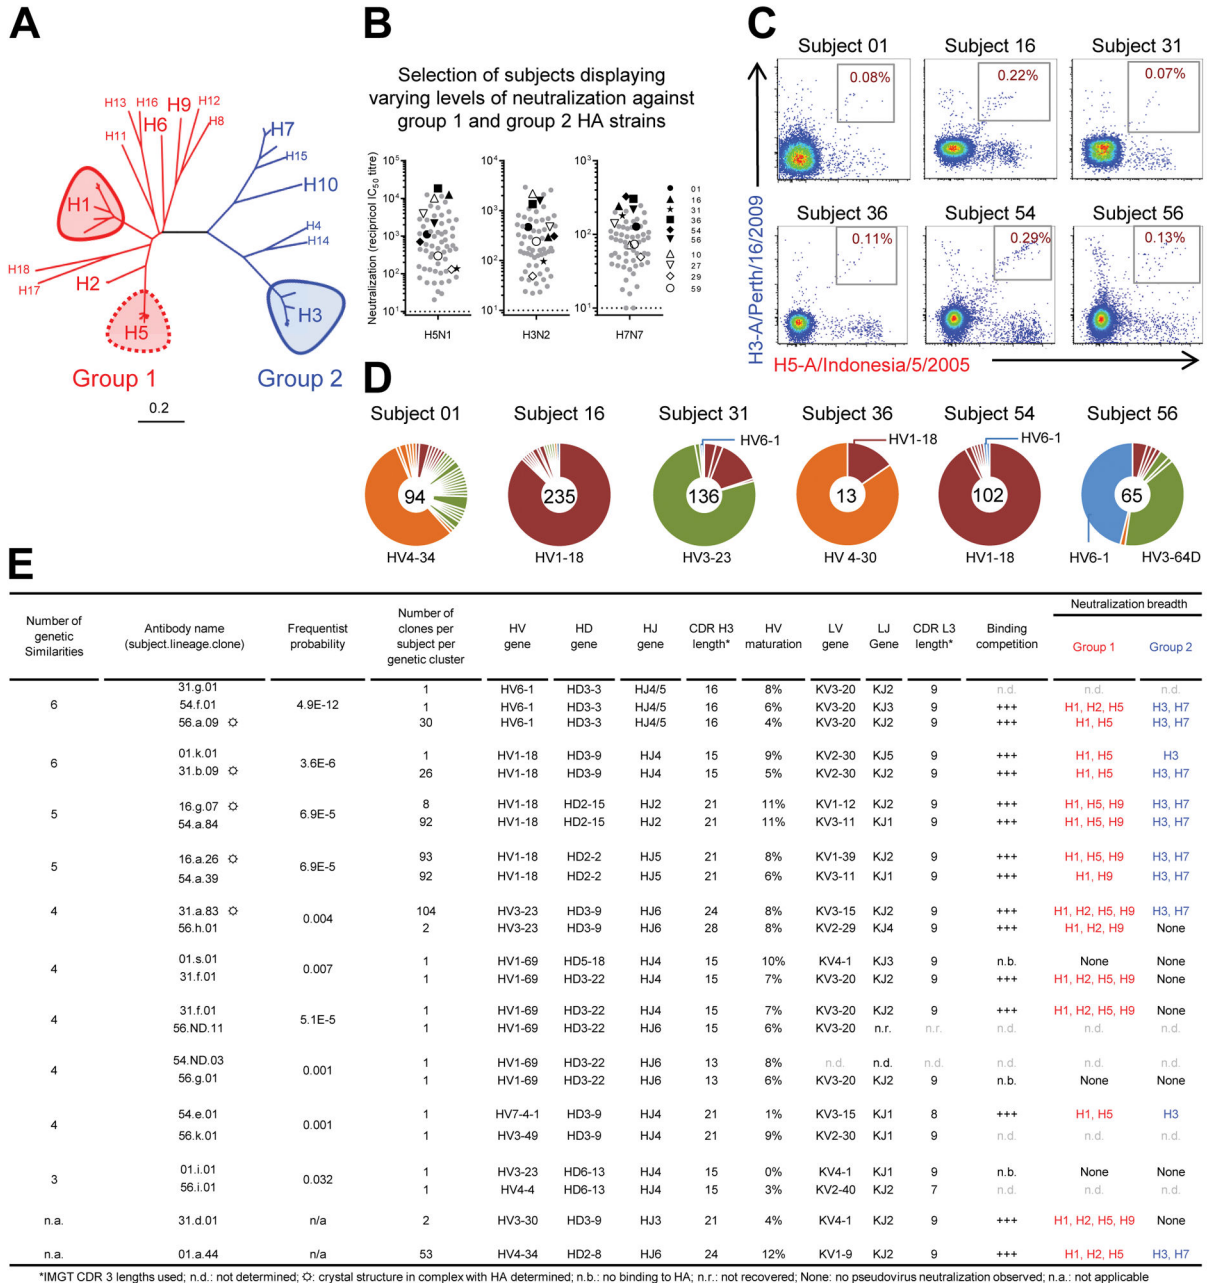 A
H13 H16 H9 H12
H11 H6 H8
H7
H15
H10
H1
H4
H14
H18
H17
H2
H5
H3
Group 1
Group 2
0.2
B
Selection of subjects displaying
varying levels of neutralization against
group 1 and group 2 HA strains
Neutralization (recipricol IC50 titre)
10^5
10^4
10^3
10^2
10^1
H5N1
10^4
10^3
10^2
10^1
H3N2
10^4
10^3
10^2
10^1
H7N7
01
16
31
36
54
56
10
27
29
59
C
Subject 01 Subject 16 Subject 31
0.08% 0.22% 0.07%
Subject 36 Subject 54 Subject 56
0.11% 0.29% 0.13%
H3-A/Perth/16/2009
H5-A/Indonesia/5/2005
D
Subject 01 Subject 16 Subject 31 Subject 36 Subject 54 Subject 56
HV6-1 HV1-18 HV6-1
94 235 136 13 102 65
HV4-34 HV1-18 HV3-23 HV 4-30 HV1-18 HV6-1 HV3-64D
E
Neutralization breadth
Number of genetic Similarities | Antibody name (subject.lineage.clone) | Frequentist probability | Number of clones per subject per genetic cluster | HV gene | HD gene | HJ gene | CDR H3 length* | HV maturation | LV gene | LJ Gene | CDR L3 length* | Binding competition | Group 1 | Group 2
31.g.01 1 HV6-1 HD3-3 HJ4/5 16 8% KV3-20 KJ2 9 n.d. n.d. n.d.
6 54.f.01 4.9E-12 1 HV6-1 HD3-3 HJ4/5 16 6% KV3-20 KJ3 9 +++ H1, H2, H5 H3, H7
56.a.09 ☼ 30 HV6-1 HD3-3 HJ4/5 16 4% KV3-20 KJ2 9 +++ H1, H5 H3, H7
6 01.k.01 3.6E-6 1 HV1-18 HD3-9 HJ4 15 9% KV2-30 KJ5 9 +++ H1, H5 H3
31.b.09 ☼ 26 HV1-18 HD3-9 HJ4 15 5% KV2-30 KJ2 9 +++ H1, H5 H3, H7
5 16.g.07 ☼ 6.9E-5 8 HV1-18 HD2-15 HJ2 21 11% KV1-12 KJ2 9 +++ H1, H5, H9 H3, H7
54.a.84 92 HV1-18 HD2-15 HJ2 21 11% KV3-11 KJ1 9 +++ H1, H5, H9 H3, H7
5 16.a.26 ☼ 6.9E-5 93 HV1-18 HD2-2 HJ5 21 8% KV1-39 KJ2 9 +++ H1, H5, H9 H3, H7
54.a.39 92 HV1-18 HD2-2 HJ5 21 6% KV3-11 KJ1 9 +++ H1, H9 H3, H7
4 31.a.83 ☼ 0.004 104 HV3-23 HD3-9 HJ6 24 8% KV3-15 KJ2 9 +++ H1, H2, H5, H9 H3, H7
56.h.01 2 HV3-23 HD3-9 HJ6 28 8% KV2-29 KJ4 9 +++ H1, H2, H9 None
4 01.s.01 0.007 1 HV1-69 HD5-18 HJ4 15 10% KV4-1 KJ3 9 n.b. None None
31.f.01 1 HV1-69 HD3-22 HJ4 15 7% KV3-20 KJ2 9 +++ H1, H2, H5, H9 None
4 31.f.01 5.1E-5 1 HV1-69 HD3-22 HJ4 15 7% KV3-20 KJ2 9 +++ H1, H2, H5, H9 None
56.ND.11 1 HV1-69 HD3-22 HJ6 15 6% KV3-20 n.r. n.r. n.d. n.d. n.d.
4 54.ND.03 0.001 1 HV1-69 HD3-22 HJ6 13 8% n.d. n.d. n.d. n.d. n.d. n.d.
56.g.01 1 HV1-69 HD3-22 HJ6 13 6% KV3-20 KJ2 9 n.b. None None
4 54.e.01 0.001 1 HV7-4-1 HD3-9 HJ4 21 1% KV3-15 KJ1 8 +++ H1, H5 H3
56.k.01 1 HV3-49 HD3-9 HJ4 21 9% KV2-30 KJ1 9 n.d. n.d. n.d.
3 01.i.01 0.032 1 HV3-23 HD6-13 HJ4 15 0% KV4-1 KJ1 9 n.b. None None
56.i.01 1 HV4-4 HD6-13 HJ4 15 3% KV2-40 KJ2 7 n.d. n.d. n.d.
n.a. 31.d.01 n/a 2 HV3-30 HD3-9 HJ3 21 4% KV4-1 KJ2 9 +++ H1, H2, H5, H9 None
n.a. 01.a.44 n/a 53 HV4-34 HD2-8 HJ6 24 12% KV1-9 KJ2 9 +++ H1, H2, H5 H3, H7
*IMGT CDR 3 lengths used; n.d.: not determined; ☼: crystal structure in complex with HA determined; n.b.: no binding to HA; n.r.: not recovered; None: no pseudovirus neutralization observed; n.a.: not applicable